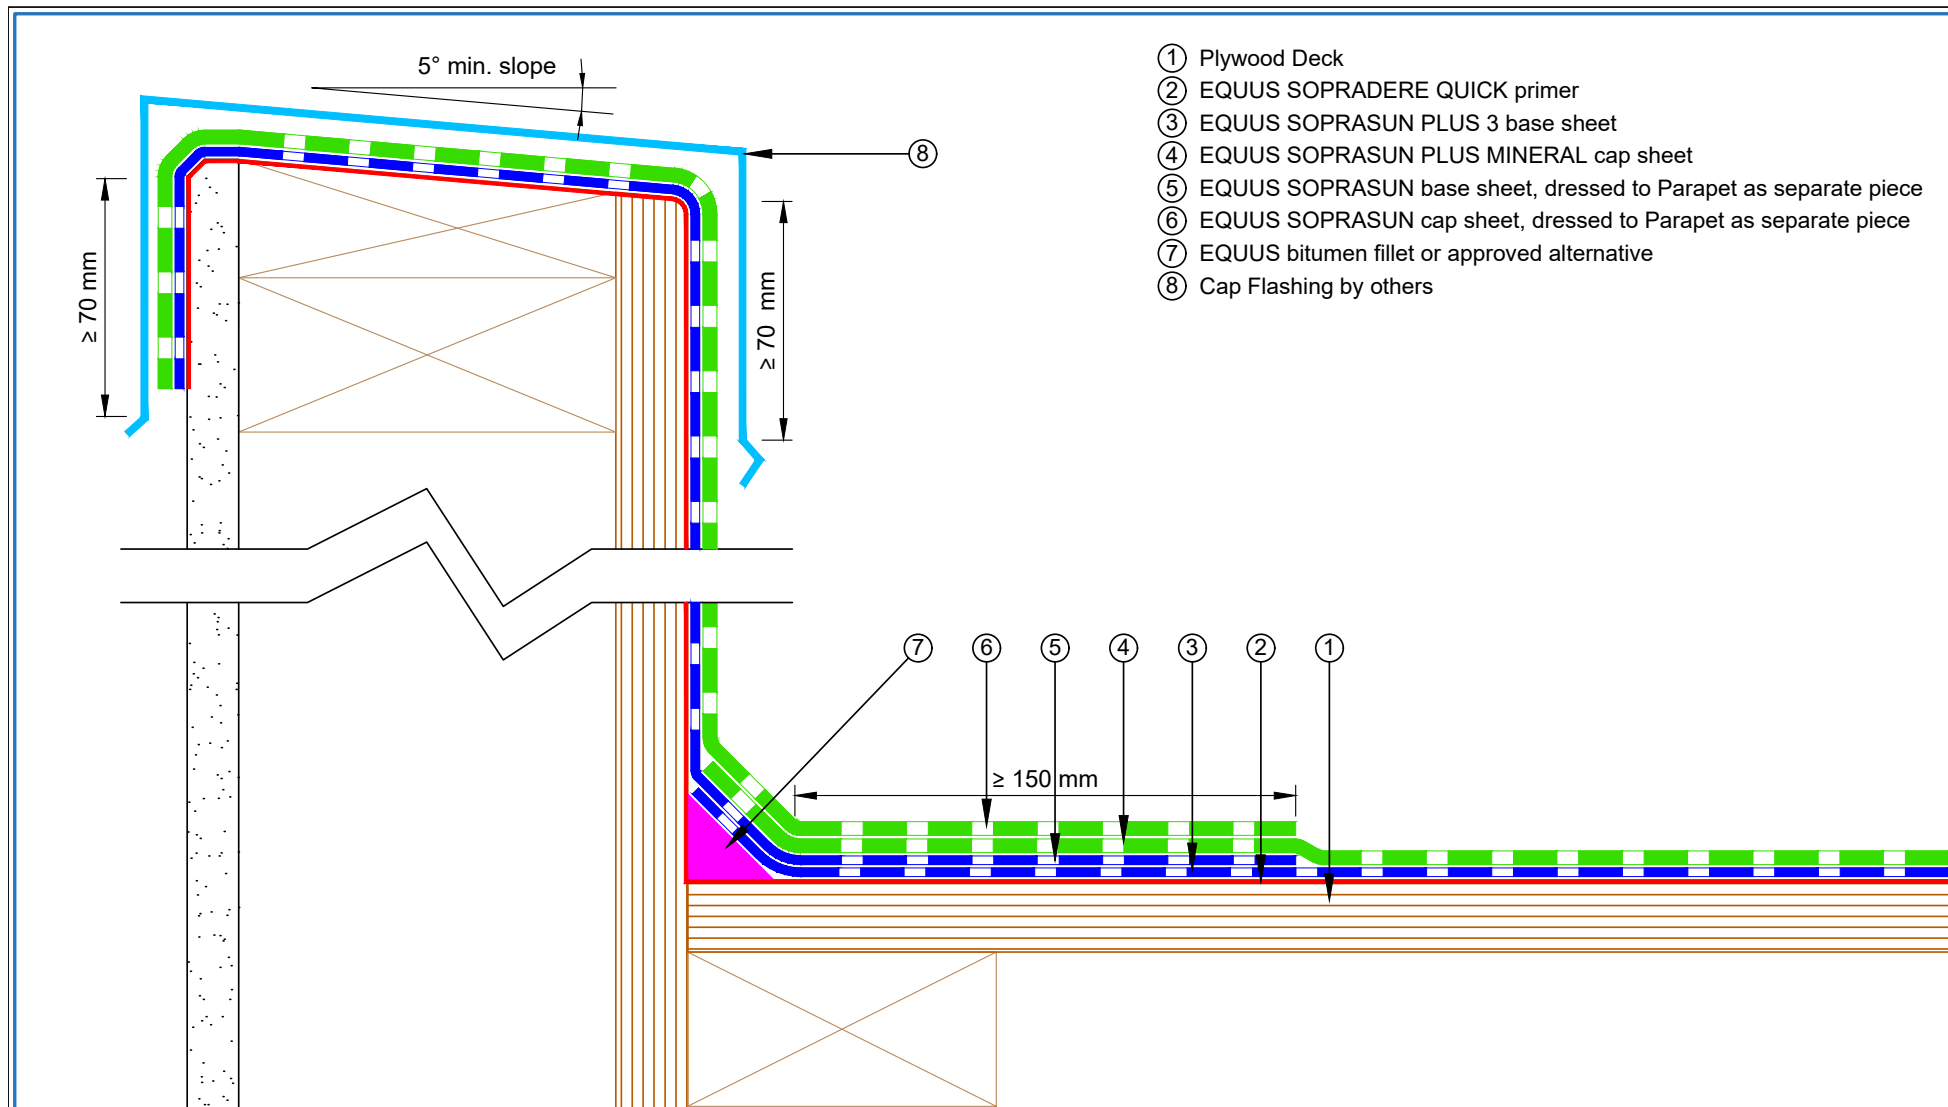 5° min. slope
① Plywood Deck
② EQUUS SOPRADERE QUICK primer
③ EQUUS SOPRASUN PLUS 3 base sheet
④ EQUUS SOPRASUN PLUS MINERAL cap sheet
⑤ EQUUS SOPRASUN base sheet, dressed to Parapet as separate piece
⑥ EQUUS SOPRASUN cap sheet, dressed to Parapet as separate piece
⑦ EQUUS bitumen fillet or approved alternative
⑧ Cap Flashing by others
⑧
≥ 70 mm
≥ 70 mm
⑦ ⑥ ⑤ ④ ③ ② ①
≥ 150 mm